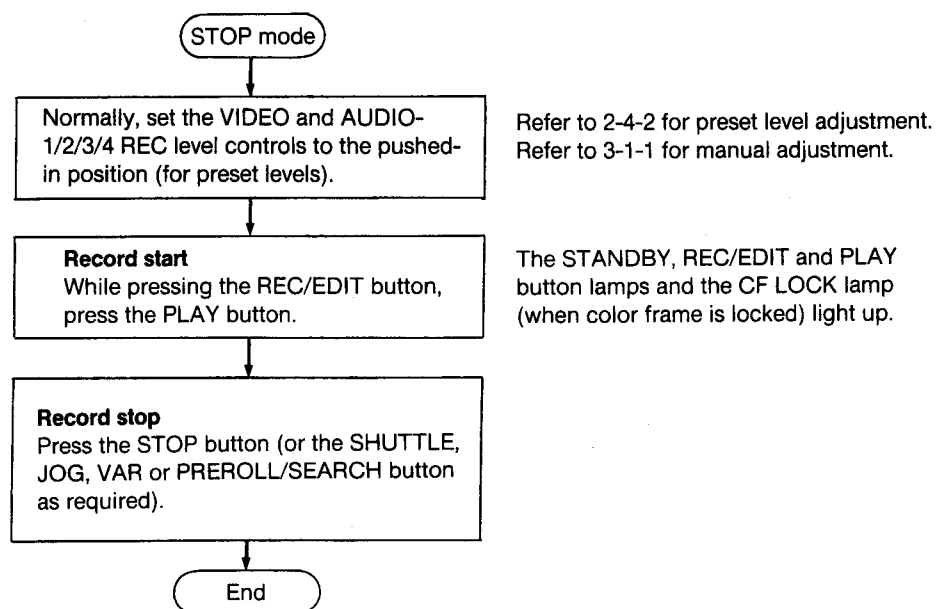 STOP mode
Normally, set the VIDEO and AUDIO-
1/2/3/4 REC level controls to the pushed-
in position (for preset levels).
Refer to 2-4-2 for preset level adjustment.
Refer to 3-1-1 for manual adjustment.
Record start
While pressing the REC/EDIT button,
press the PLAY button.
The STANDBY, REC/EDIT and PLAY
button lamps and the CF LOCK lamp
(when color frame is locked) light up.
Record stop
Press the STOP button (or the SHUTTLE,
JOG, VAR or PREROLL/SEARCH button
as required).
End